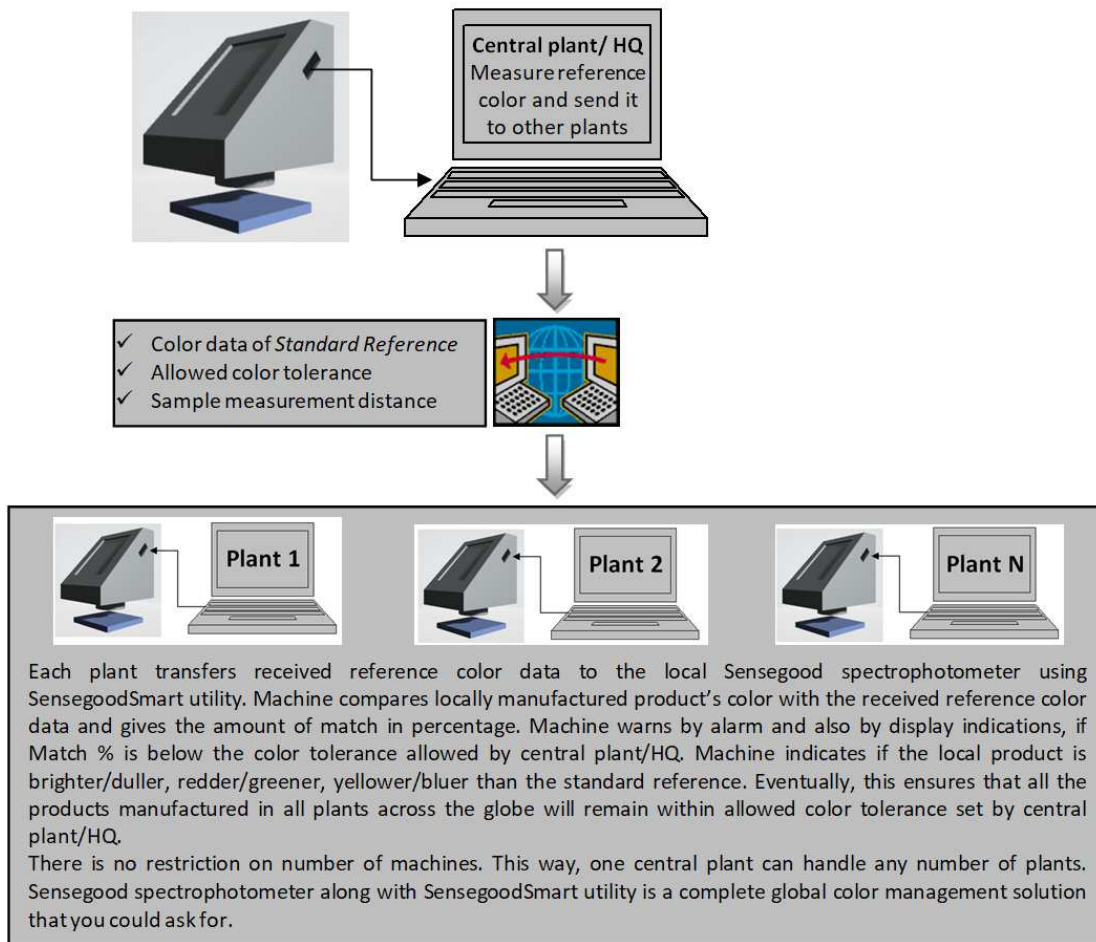 Central plant/ HQ
Measure reference
color and send it
to other plants
✓ Color data of Standard Reference
✓ Allowed color tolerance
✓ Sample measurement distance
Plant 1
Plant 2
Plant N
Each plant transfers received reference color data to the local Sensegood spectrophotometer using
SensegoodSmart utility. Machine compares locally manufactured product’s color with the received reference color
data and gives the amount of match in percentage. Machine warns by alarm and also by display indications, if
Match % is below the color tolerance allowed by central plant/HQ. Machine indicates if the local product is
brighter/duller, redder/greener, yellower/bluer than the standard reference. Eventually, this ensures that all the
products manufactured in all plants across the globe will remain within allowed color tolerance set by central
plant/HQ.
There is no restriction on number of machines. This way, one central plant can handle any number of plants.
Sensegood spectrophotometer along with SensegoodSmart utility is a complete global color management solution
that you could ask for.